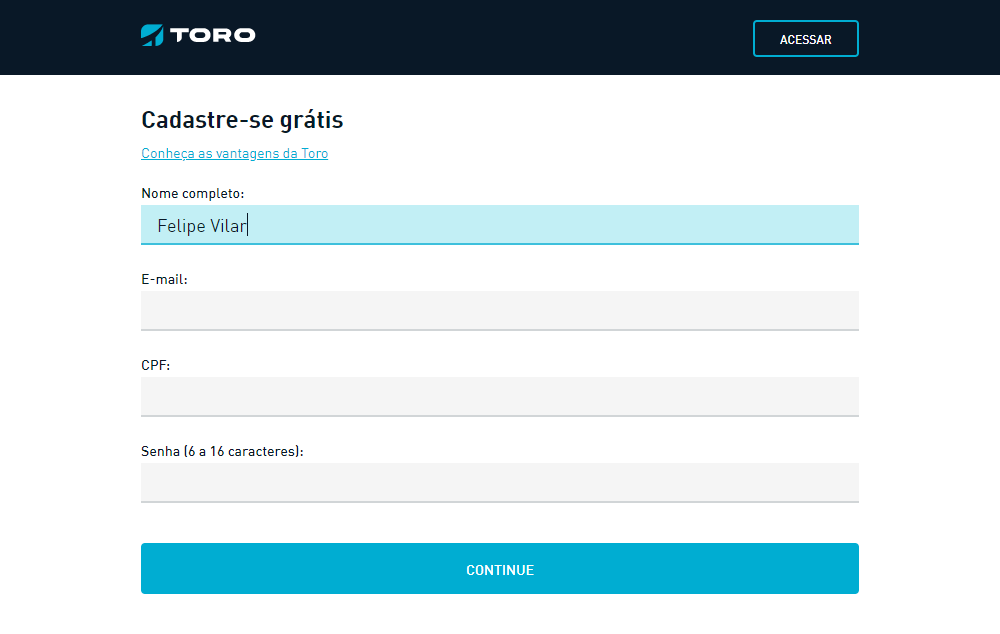 TORO
ACESSAR
Cadastre-se grátis
Conheça as vantagens da Toro
Nome completo:
Felipe Vilar
E-mail:
CPF:
Senha (6 a 16 caracteres):
CONTINUE